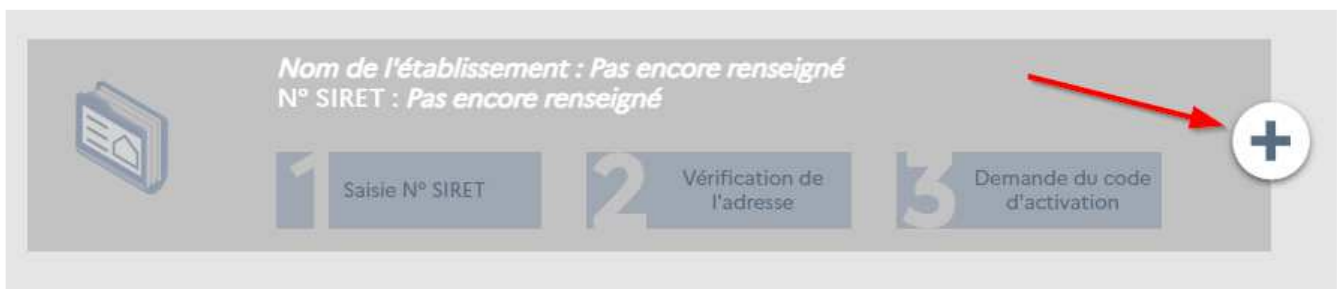 Nom de l'établissement : Pas encore renseigné
N° SIRET : Pas encore renseigné
1 Saisie N° SIRET
2 Vérification de
l'adresse
3 Demande du code
d'activation